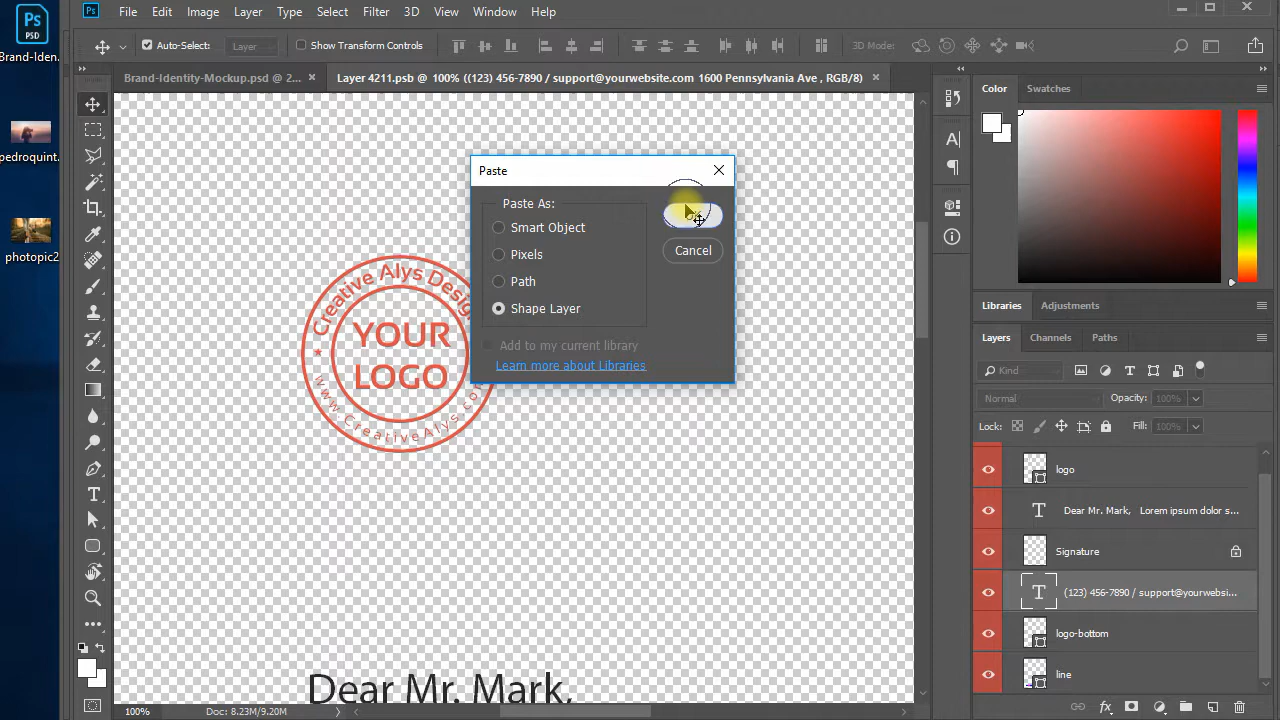 Ps
PSD
Brand-Iden.
pedroquint.
photopic2
Ps File Edit Image Layer Type Select Filter 3D View Window Help
Auto-Select: Layer Show Transform Controls 3D Mode:
Brand-Identity-Mockup.psd @ 2... × Layer 4211.psb @ 100% ((123) 456-7890 / support@yourwebsite.com 1600 Pennsylvania Ave , RGB/8) ×
Paste
Paste As:
Smart Object
Pixels
Path
Shape Layer
Cancel
Add to my current library
Learn more about Libraries
Creative Alys Design
YOUR
LOGO
www.CreativeAlys.com
Dear Mr. Mark,
100% Doc: 8.23M/9.20M
Color Swatches
Libraries Adjustments
Layers Channels Paths
Kind
Normal Opacity: 100%
Lock: Fill: 100%
logo
T Dear Mr. Mark, Lorem ipsum dolor s...
Signature
T (123) 456-7890 / support@yourwebsi...
logo-bottom
line